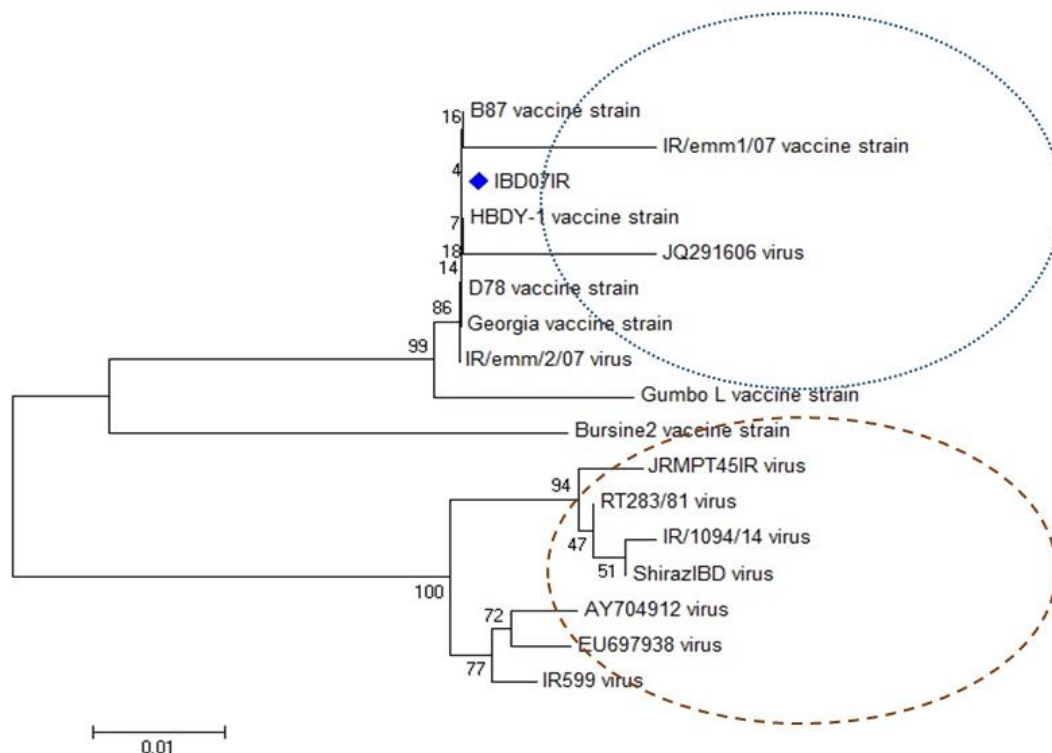 B87 vaccine strain
16
IR/emm1/07 vaccine strain
4
IBD07IR
HBDY-1 vaccine strain
7
18
JQ291606 virus
14
D78 vaccine strain
86
Georgia vaccine strain
99
IR/emm/2/07 virus
Gumbo L vaccine strain
Bursine2 vaccine strain
JRMPT45IR virus
94
RT283/81 virus
IR/1094/14 virus
47
51
ShirazIBD virus
100
AY704912 virus
72
EU697938 virus
77
IR599 virus
0.01